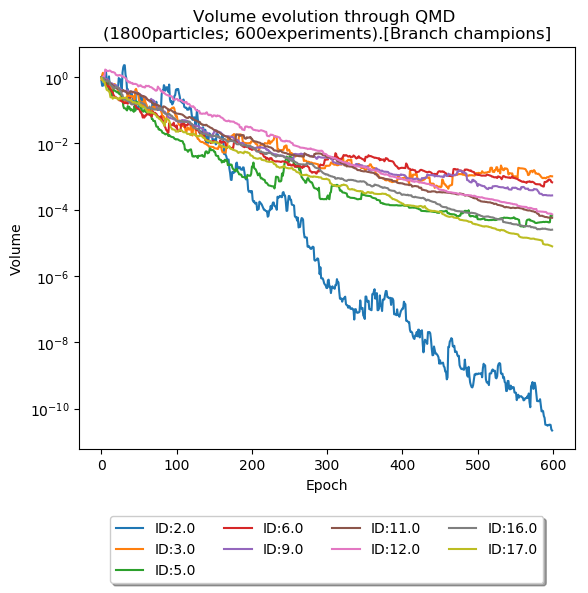 Volume evolution through QMD
(1800particles; 600experiments).[Branch champions]
Volume
10^0
10^−2
10^−4
10^−6
10^−8
10^−10
0 100 200 300 400 500 600
Epoch
ID:2.0 ID:6.0 ID:11.0 ID:16.0
ID:3.0 ID:9.0 ID:12.0 ID:17.0
ID:5.0